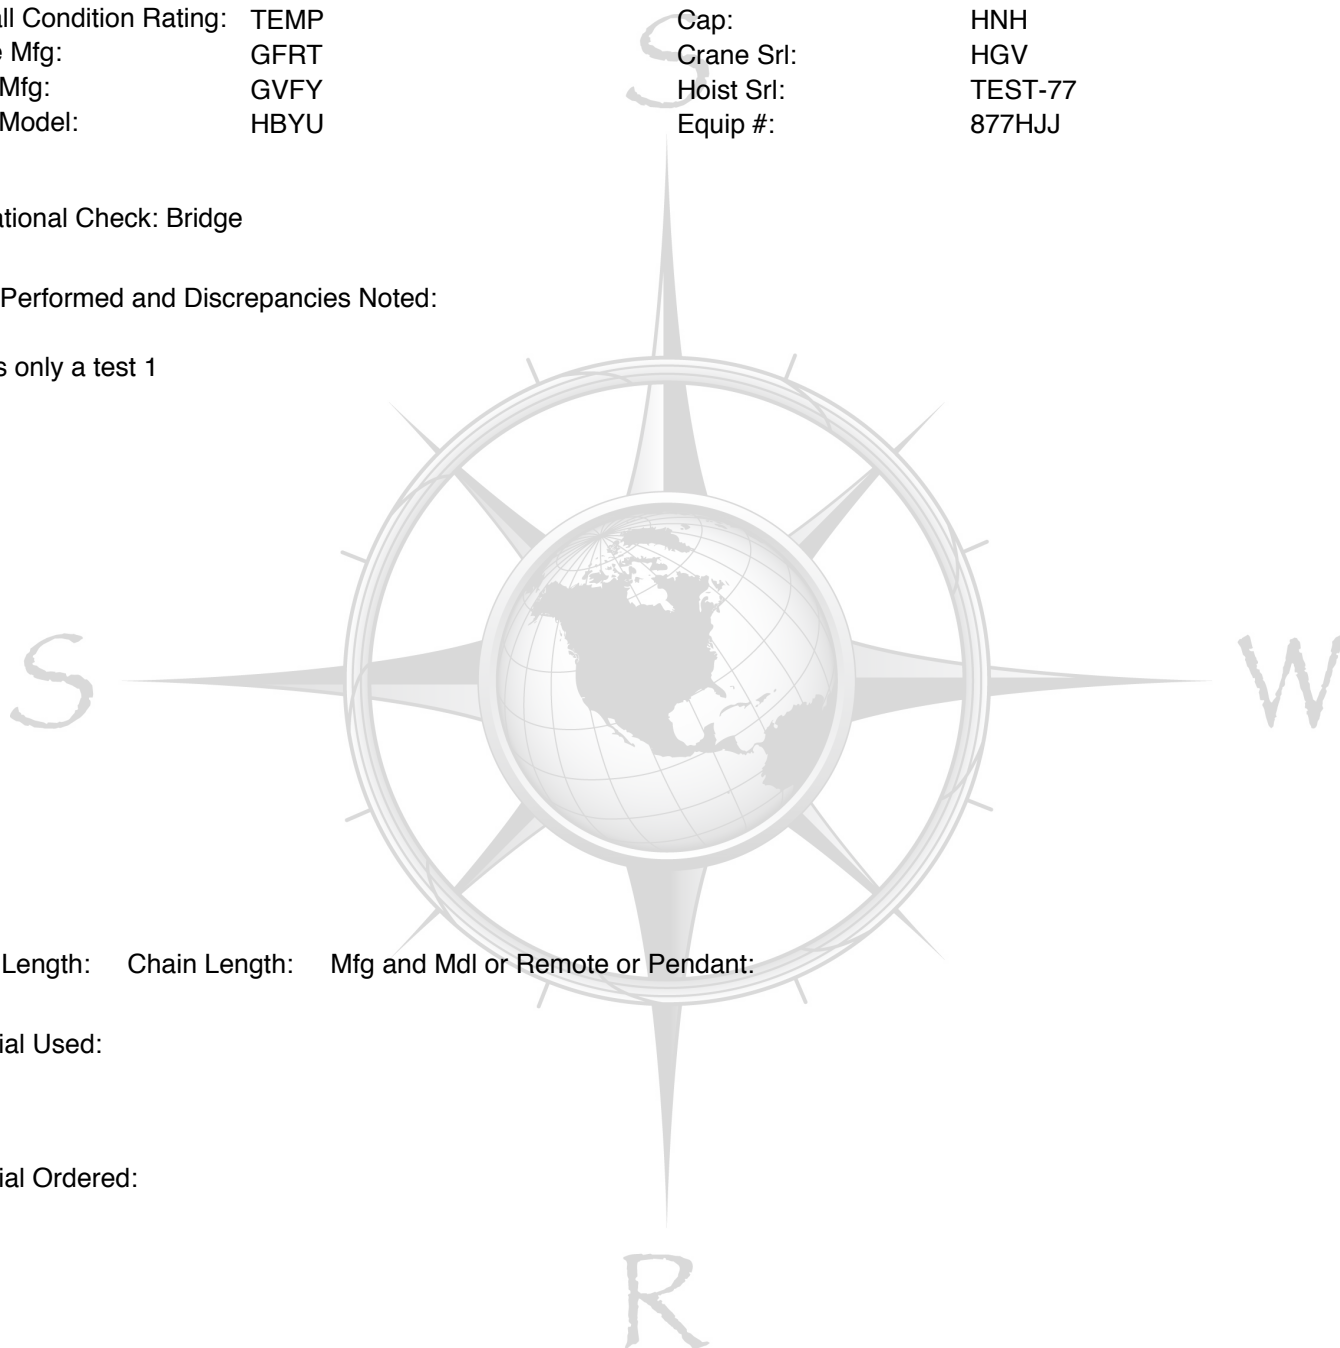 all Condition Rating: TEMP Cap: HNH
e Mfg: GFRT Crane Srl: HGV
Mfg: GVFY Hoist Srl: TEST-77
Model: HBYU Equip #: 877HJJ
ational Check: Bridge
Performed and Discrepancies Noted:
s only a test 1
Length: Chain Length: Mfg and Mdl or Remote or Pendant:
ial Used:
ial Ordered:
S
S
W
R